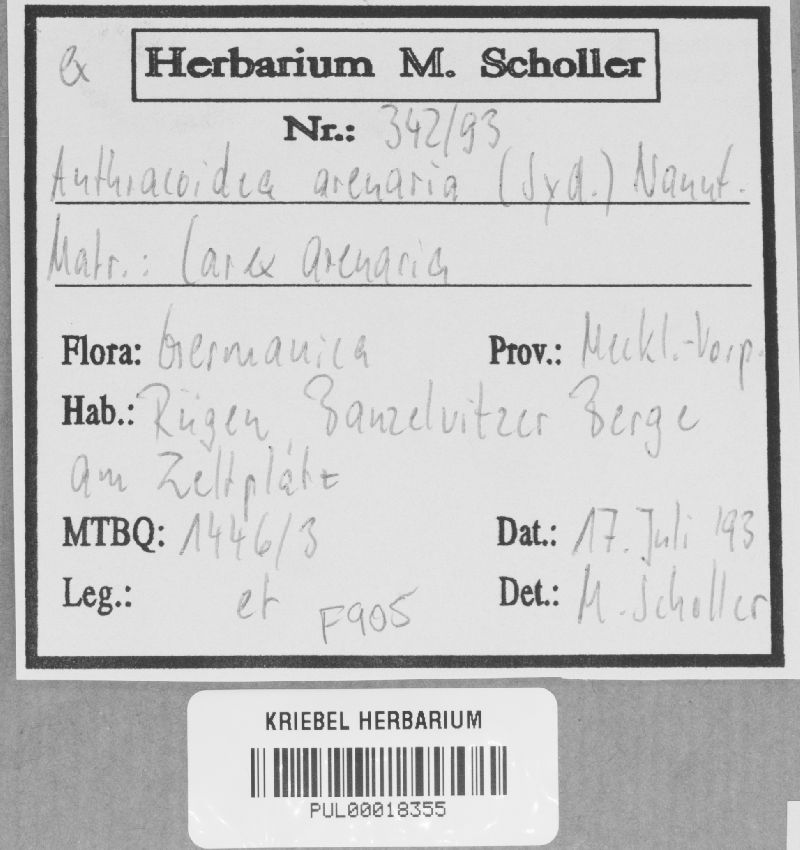 ex Herbarium M. Scholler
Nr.: 342/93
Anthracoidea arenaria (Syd.) Nannf.
Matr.: Carex arenaria
Flora: Germanica Prov.: Meckl.-Vorp.
Hab.: Rügen, Banzelvitzer Berge
am Zeltplatz
MTBQ: 1446/3 Dat.: 17. Juli '93
Leg.: et Det.: M. Scholler
F905
KRIEBEL HERBARIUM
PUL00018355